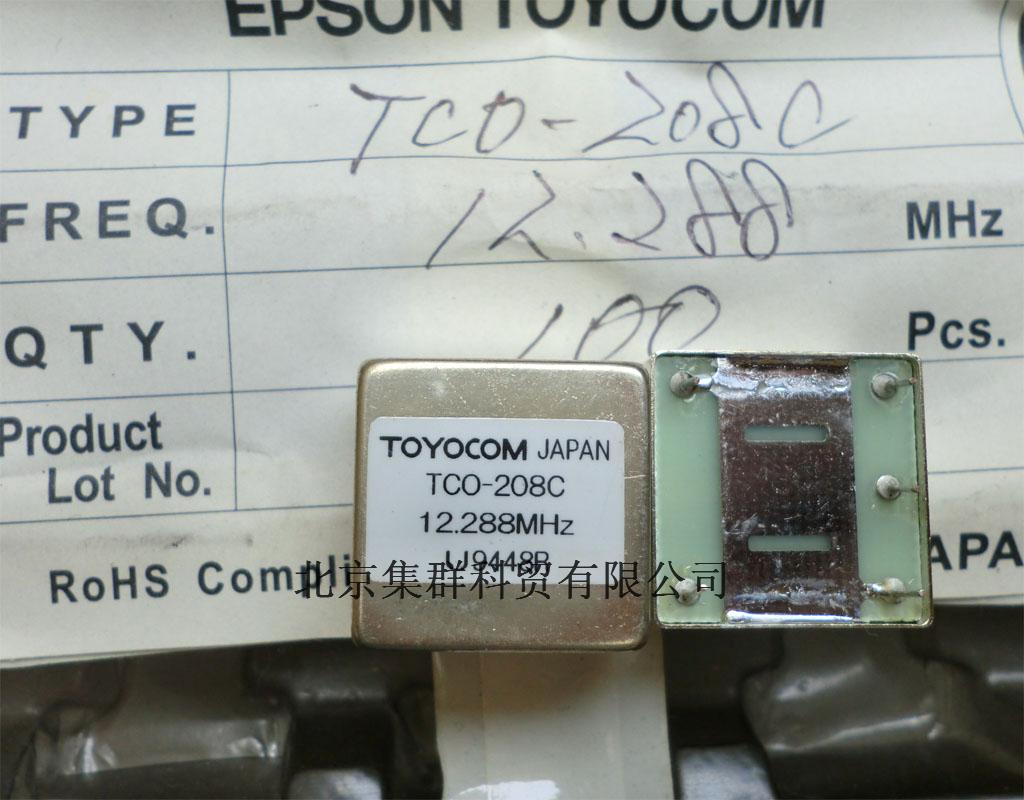 EPSON TOYOCOM
TYPE TCO-208C
FREQ. 12.288 MHz
QTY. 100 Pcs.
Product
Lot No.
RoHS
TOYOCOM JAPAN
TCO-208C
12.288MHz
北京集群科贸有限公司